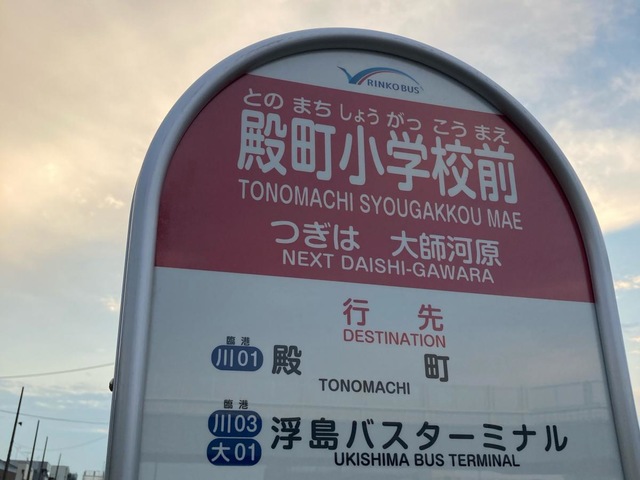 RINKO BUS
とのまちしょうがっこうまえ
殿町小学校前
TONOMACHI SYOUGAKKOU MAE
つぎは 大師河原
NEXT DAISHI-GAWARA
行先
DESTINATION
臨港
川01 殿町
TONOMACHI
臨港
川03
大01 浮島バスターミナル
UKISHIMA BUS TERMINAL